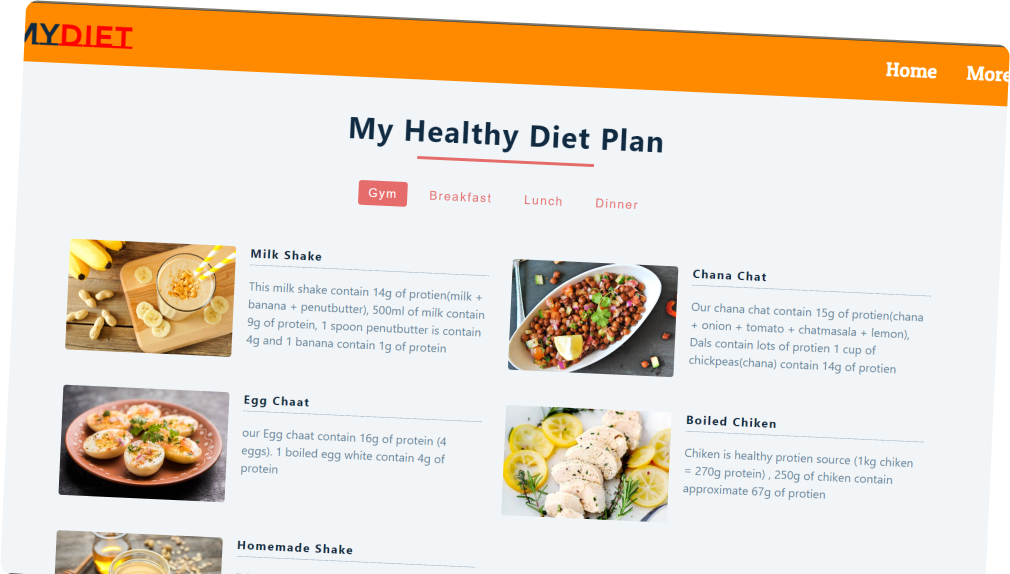 MYDIET
Home More
My Healthy Diet Plan
Gym Breakfast Lunch Dinner
Milk Shake
This milk shake contain 14g of protien(milk +
banana + penutbutter), 500ml of milk contain
9g of protein, 1 spoon penutbutter is contain
4g and 1 banana contain 1g of protein
Chana Chat
Our chana chat contain 15g of protien(chana
+ onion + tomato + chatmasala + lemon),
Dals contain lots of protien 1 cup of
chickpeas(chana) contain 14g of protien
Egg Chaat
our Egg chaat contain 16g of protein (4
eggs). 1 boiled egg white contain 4g of
protein
Boiled Chiken
Chiken is healthy protien source (1kg chiken
= 270g protein) , 250g of chiken contain
approximate 67g of protien
Homemade Shake